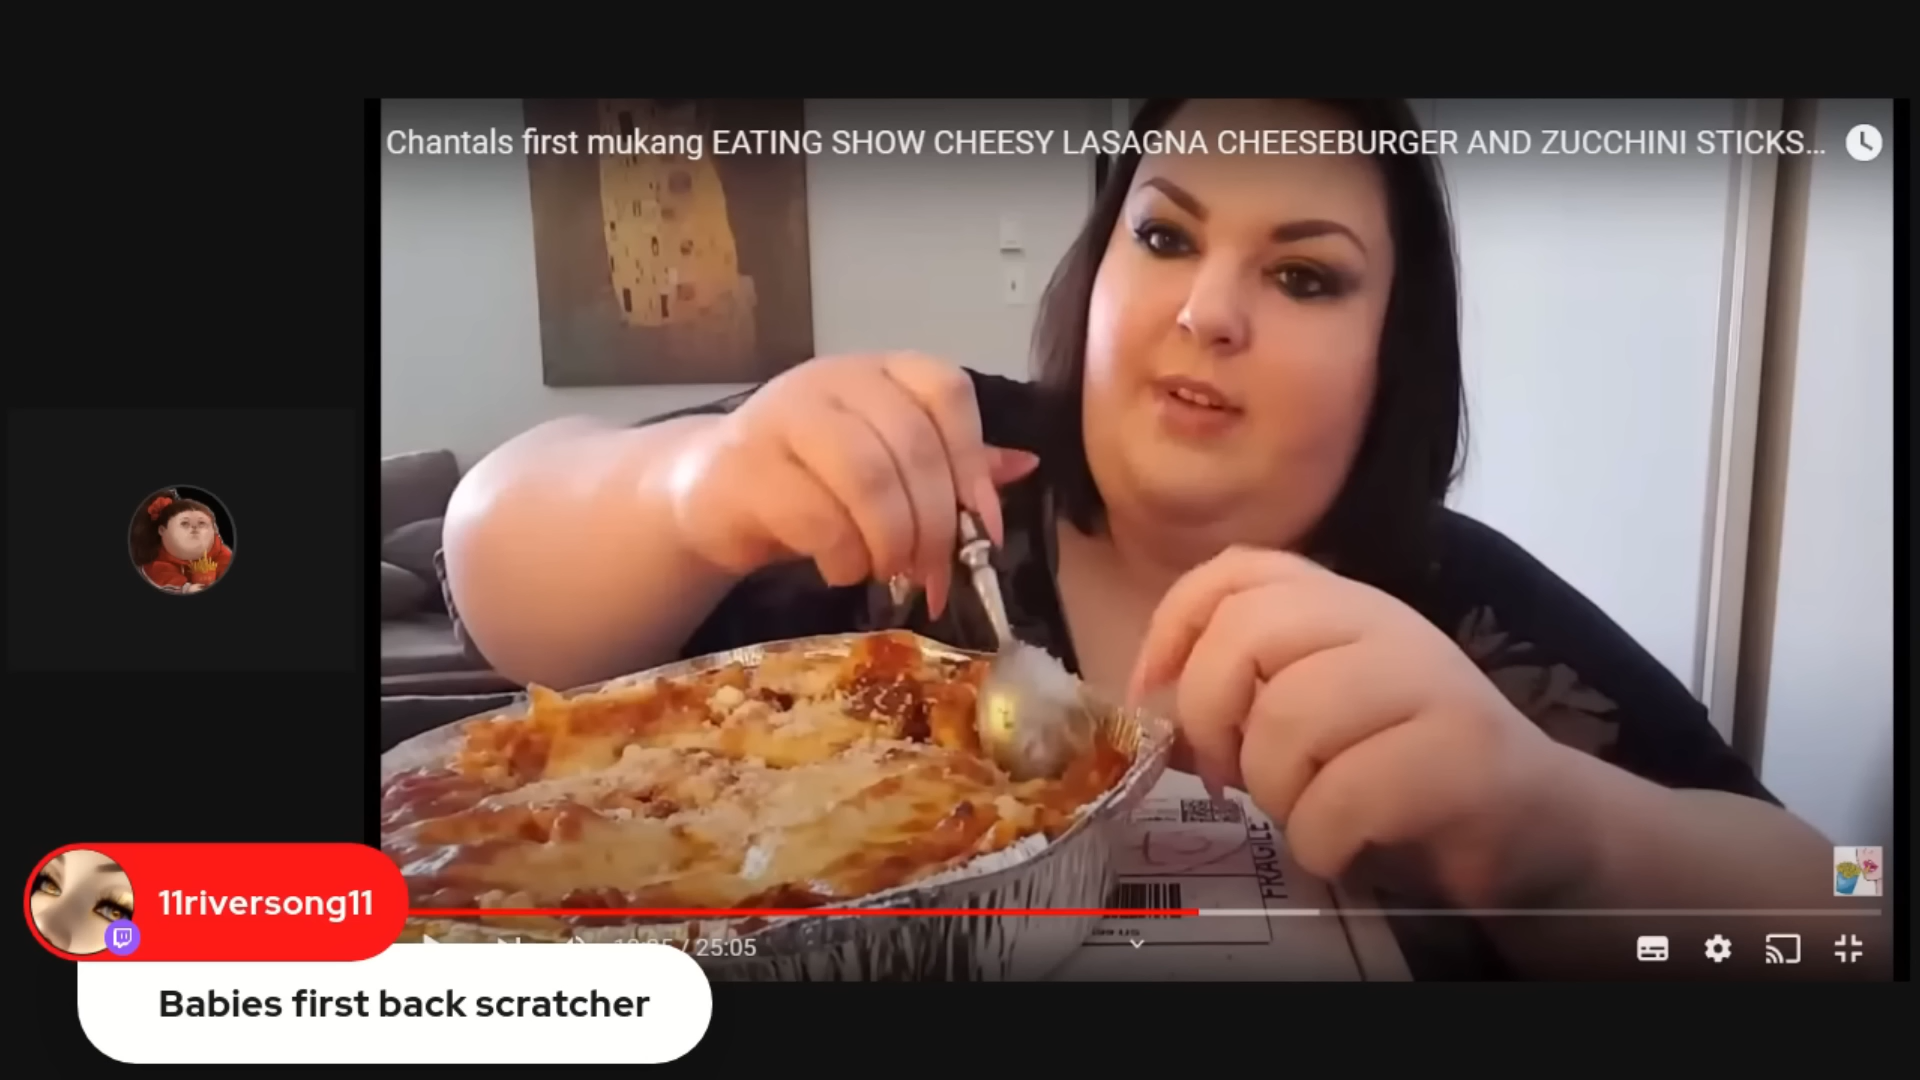 Chantals first mukang EATING SHOW CHEESY LASAGNA CHEESEBURGER AND ZUCCHINI STICKS...
FRAGILE
11riversong11
/ 25:05
Babies first back scratcher